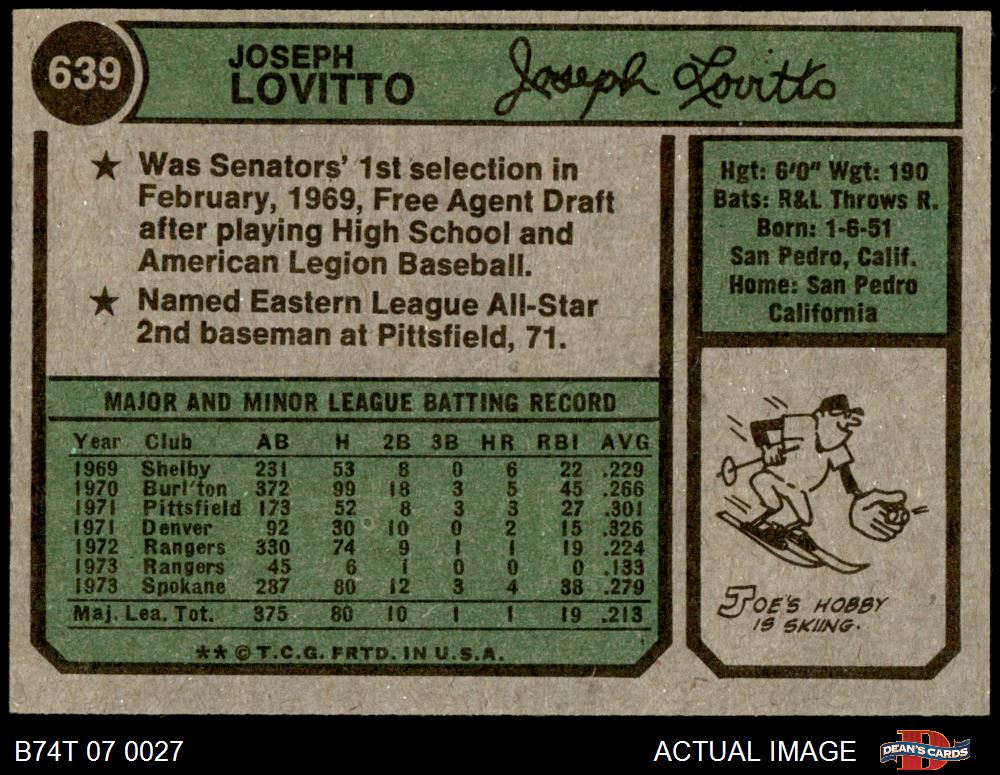 639
JOSEPH
LOVITTO
Joseph Lovitto
★ Was Senators' 1st selection in
February, 1969, Free Agent Draft
after playing High School and
American Legion Baseball.
★ Named Eastern League All-Star
2nd baseman at Pittsfield, 71.
Hgt: 6'0" Wgt: 190
Bats: R&L Throws R.
Born: 1-6-51
San Pedro, Calif.
Home: San Pedro
California
MAJOR AND MINOR LEAGUE BATTING RECORD
Year Club AB H 2B 3B HR RBI AVG
1969 Shelby 231 53 8 0 6 22 .229
1970 Burl'ton 372 99 18 3 5 45 .266
1971 Pittsfield 173 52 8 3 3 27 .301
1971 Denver 92 30 10 0 2 15 .326
1972 Rangers 330 74 9 1 1 19 .224
1973 Rangers 45 6 1 0 0 0 .133
1973 Spokane 287 80 12 3 4 38 .279
Maj. Lea. Tot. 375 80 10 1 1 19 .213
** © T.C.G. PRTD. IN U.S.A.
JOE'S HOBBY
IS SKIING.
B74T 07 0027
ACTUAL IMAGE
DEAN'S CARDS